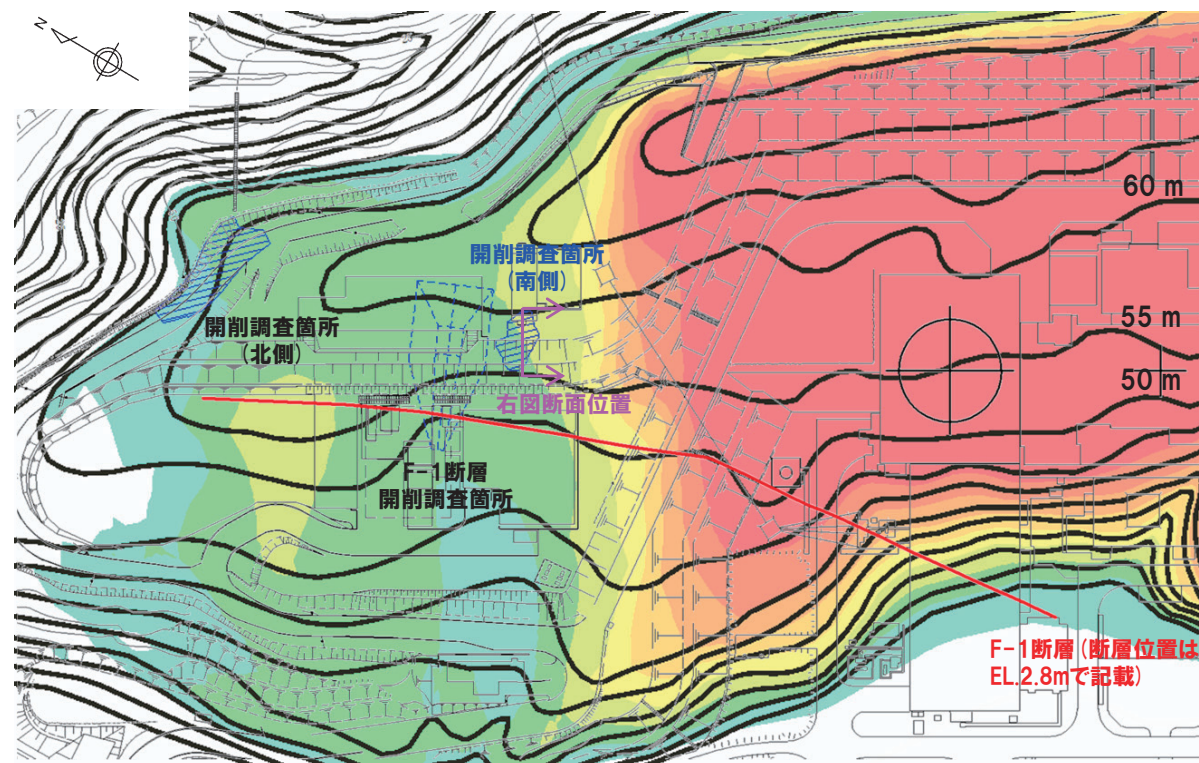 N
60 m
開削調査箇所
(南側)
開削調査箇所
(北側)
55 m
50 m
右図断面位置
F-1断層
開削調査箇所
F-1断層(断層位置は
EL.2.8mで記載)